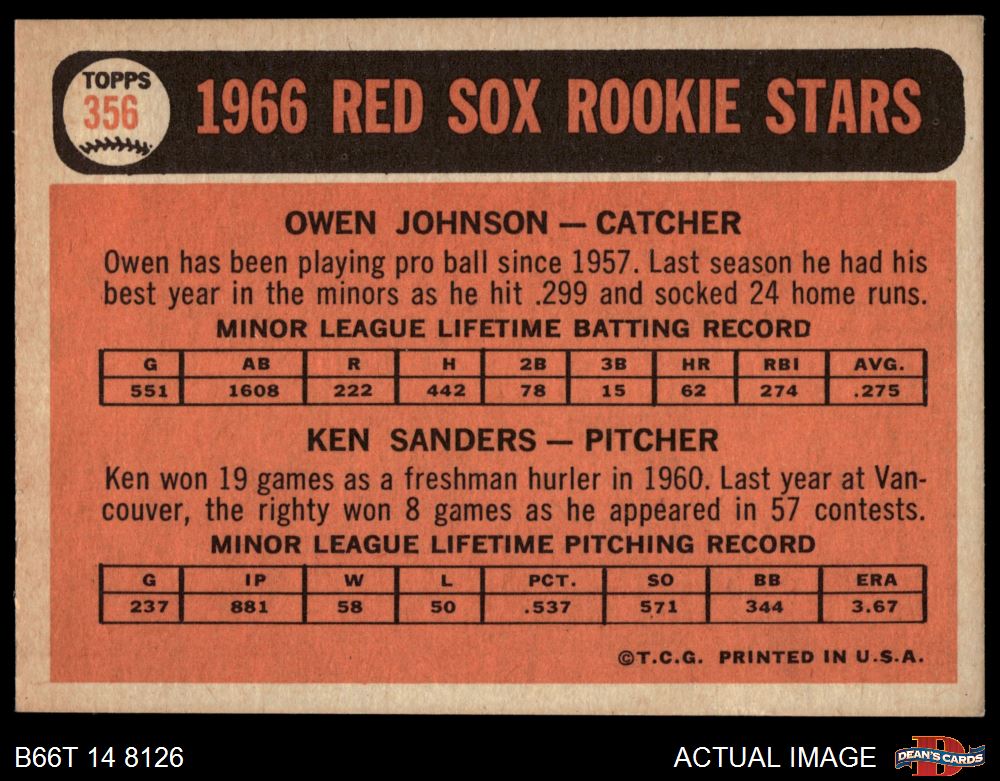 TOPPS
356
1966 RED SOX ROOKIE STARS
OWEN JOHNSON — CATCHER
Owen has been playing pro ball since 1957. Last season he had his
best year in the minors as he hit .299 and socked 24 home runs.
MINOR LEAGUE LIFETIME BATTING RECORD
G AB R H 2B 3B HR RBI AVG.
551 1608 222 442 78 15 62 274 .275
KEN SANDERS — PITCHER
Ken won 19 games as a freshman hurler in 1960. Last year at Van-
couver, the righty won 8 games as he appeared in 57 contests.
MINOR LEAGUE LIFETIME PITCHING RECORD
G IP W L PCT. SO BB ERA
237 881 58 50 .537 571 344 3.67
©T.C.G. PRINTED IN U.S.A.
B66T 14 8126 ACTUAL IMAGE D DEAN'S CARDS